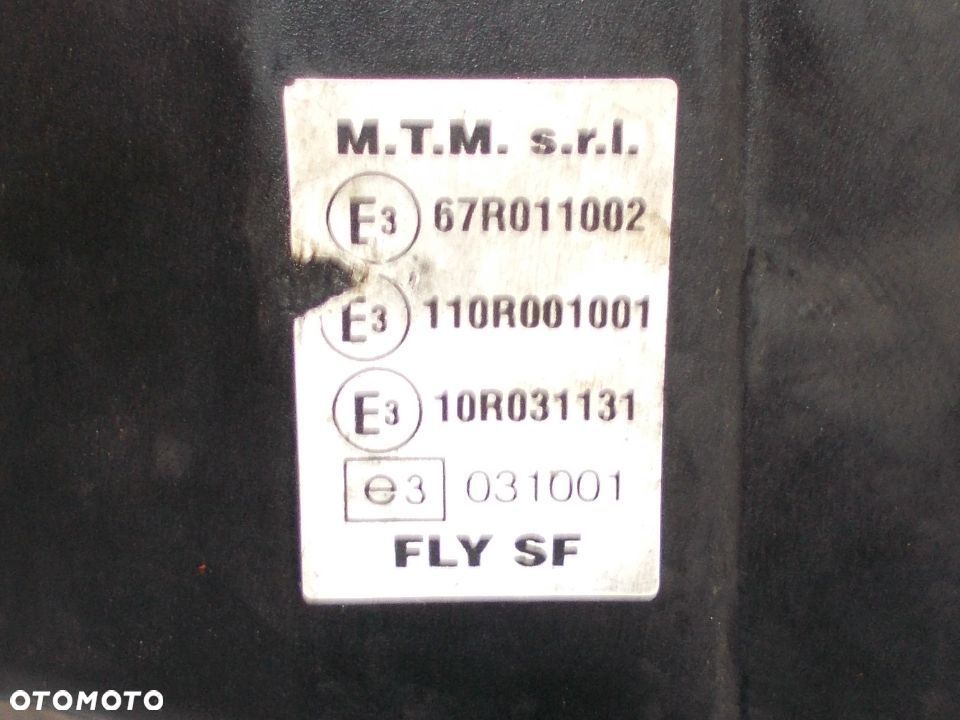 M.T.M. s.r.l.
E3 67R011002
E3 110R001001
E3 10R031131
e3 031001
FLY SF
OTOMOTO